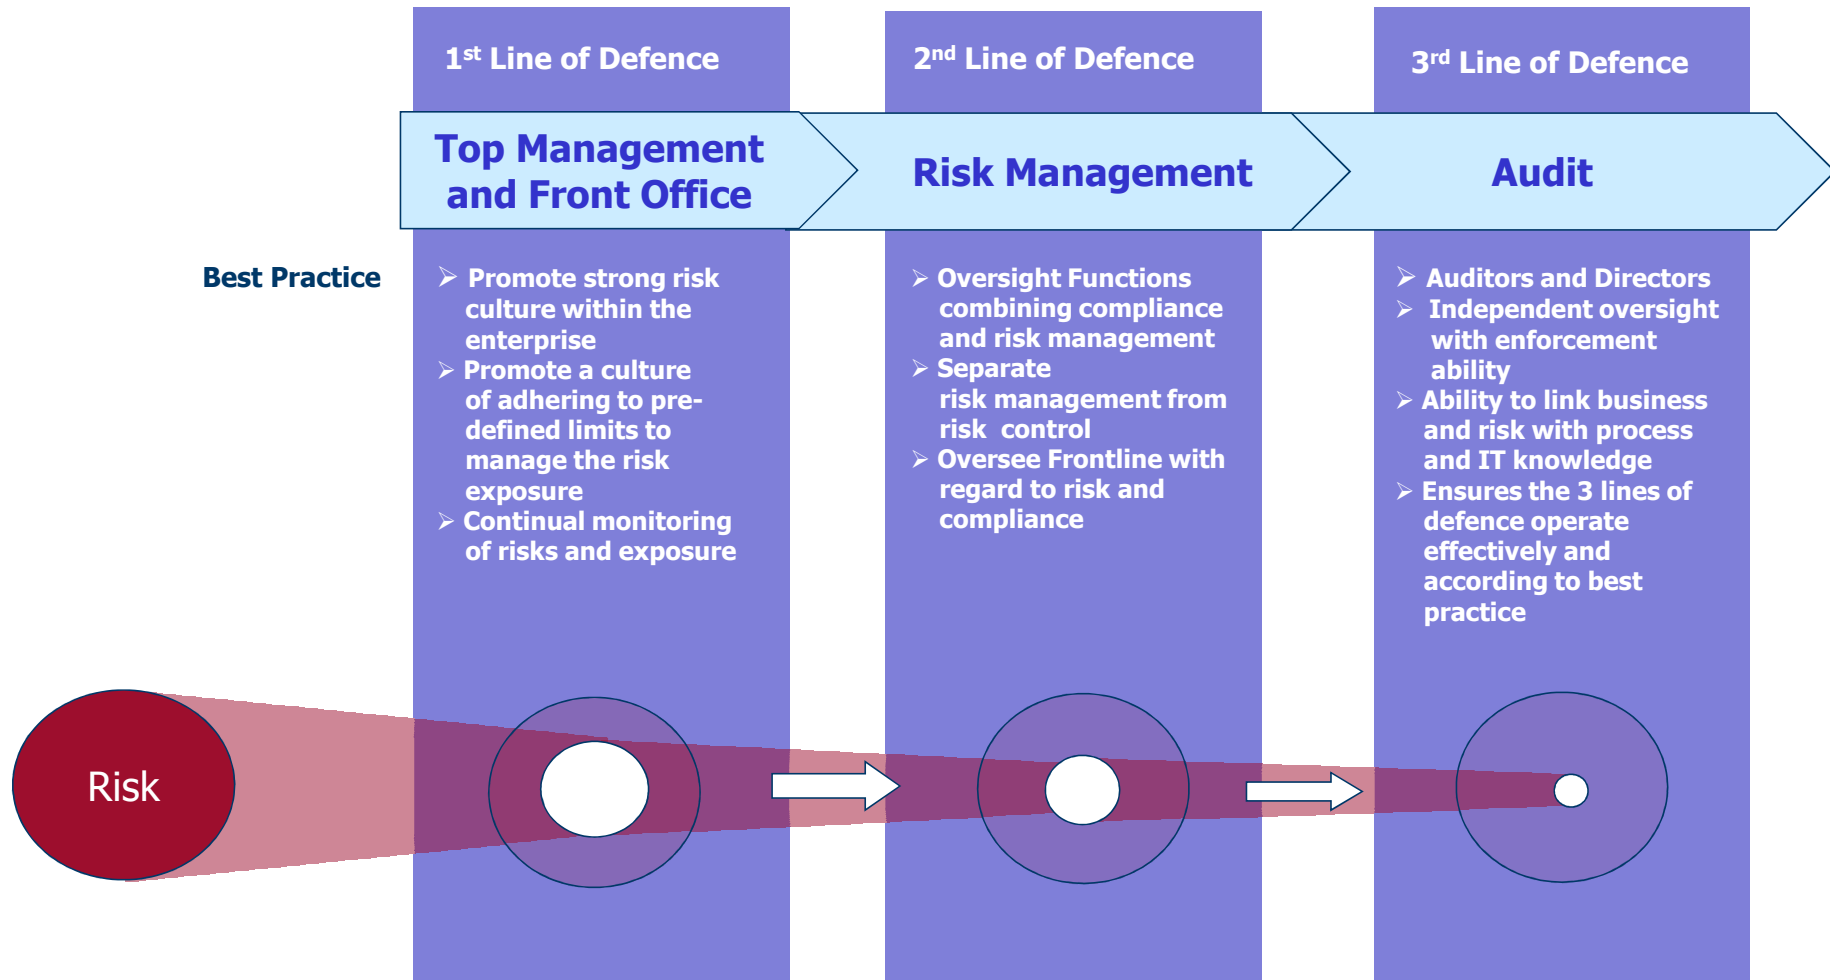 1st Line of Defence
2nd Line of Defence
3rd Line of Defence
Top Management
and Front Office
Risk Management
Audit
Best Practice
➢ Promote strong risk
culture within the
enterprise
➢ Promote a culture
of adhering to pre-
defined limits to
manage the risk
exposure
➢ Continual monitoring
of risks and exposure
➢ Oversight Functions
combining compliance
and risk management
➢ Separate
risk management from
risk control
➢ Oversee Frontline with
regard to risk and
compliance
➢ Auditors and Directors
➢ Independent oversight
with enforcement
ability
➢ Ability to link business
and risk with process
and IT knowledge
➢ Ensures the 3 lines of
defence operate
effectively and
according to best
practice
Risk